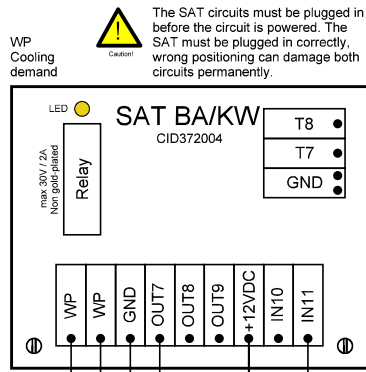 The SAT circuits must be plugged in
before the circuit is powered. The
SAT must be plugged in correctly,
wrong positioning can damage both
circuits permanently.
!
Caution!
WP
Cooling
demand
LED
SAT BA/KW
CID372004
max 30V / 2A
Non gold-plated
Relay
T8
T7
GND
WP
WP
GND
OUT7
OUT8
OUT9
+12VDC
IN10
IN11